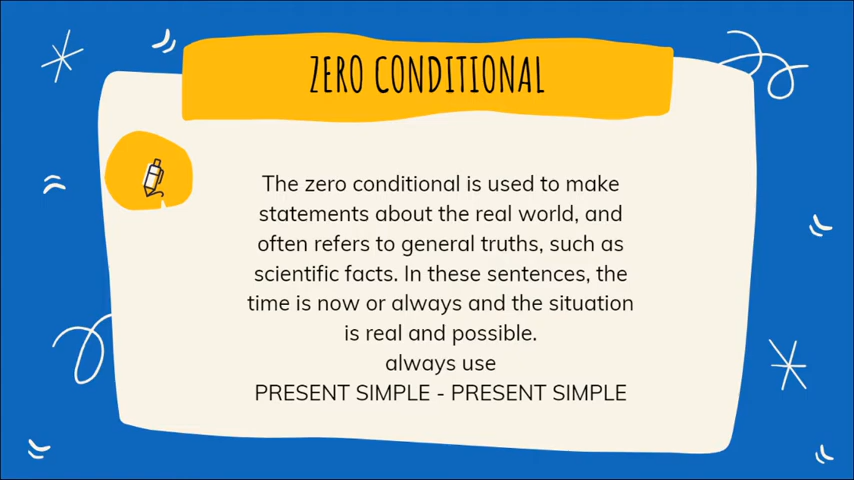 ZERO CONDITIONAL
The zero conditional is used to make
statements about the real world, and
often refers to general truths, such as
scientific facts. In these sentences, the
time is now or always and the situation
is real and possible.
always use
PRESENT SIMPLE - PRESENT SIMPLE